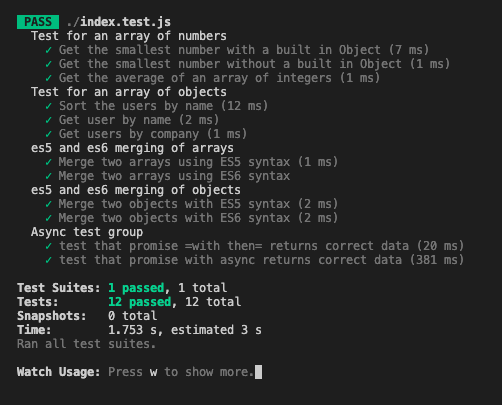 PASS ./index.test.js
Test for an array of numbers
✓ Get the smallest number with a built in Object (7 ms)
✓ Get the smallest number without a built in Object (1 ms)
✓ Get the average of an array of integers (1 ms)
Test for an array of objects
✓ Sort the users by name (12 ms)
✓ Get user by name (2 ms)
✓ Get users by company (1 ms)
es5 and es6 merging of arrays
✓ Merge two arrays using ES5 syntax (1 ms)
✓ Merge two arrays using ES6 syntax
es5 and es6 merging of objects
✓ Merge two objects with ES5 syntax (2 ms)
✓ Merge two objects with ES6 syntax (2 ms)
Async test group
✓ test that promise =with then= returns correct data (20 ms)
✓ test that promise with async returns correct data (381 ms)
Test Suites: 1 passed, 1 total
Tests: 12 passed, 12 total
Snapshots: 0 total
Time: 1.753 s, estimated 3 s
Ran all test suites.
Watch Usage: Press w to show more.